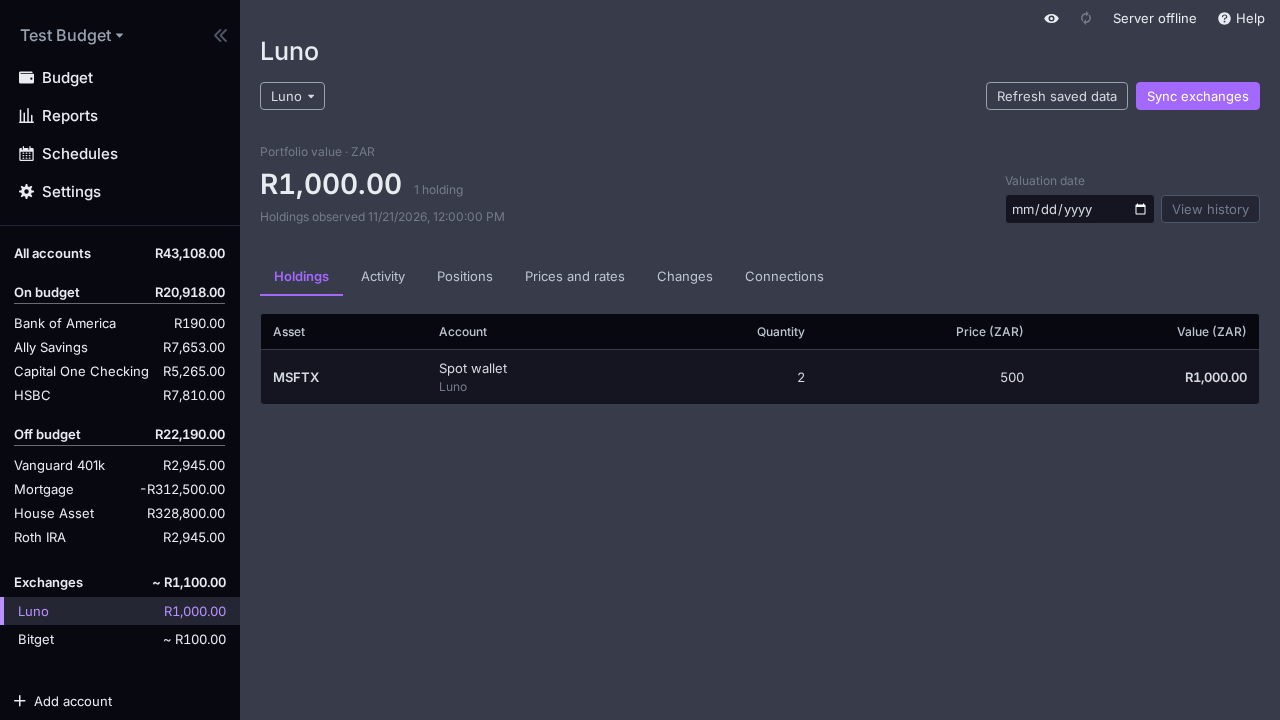 Test Budget
Budget
Reports
Schedules
Settings
All accounts R43,108.00
On budget R20,918.00
Bank of America R190.00
Ally Savings R7,653.00
Capital One Checking R5,265.00
HSBC R7,810.00
Off budget R22,190.00
Vanguard 401k R2,945.00
Mortgage -R312,500.00
House Asset R328,800.00
Roth IRA R2,945.00
Exchanges ~ R1,100.00
Luno R1,000.00
Bitget ~ R100.00
Add account
Server offline Help
Luno
Luno Refresh saved data Sync exchanges
Portfolio value · ZAR
R1,000.00 1 holding
Holdings observed 11/21/2026, 12:00:00 PM
Valuation date
mm/dd/yyyy View history
Holdings Activity Positions Prices and rates Changes Connections
Asset Account Quantity Price (ZAR) Value (ZAR)
MSFTX Spot wallet 2 500 R1,000.00
Luno